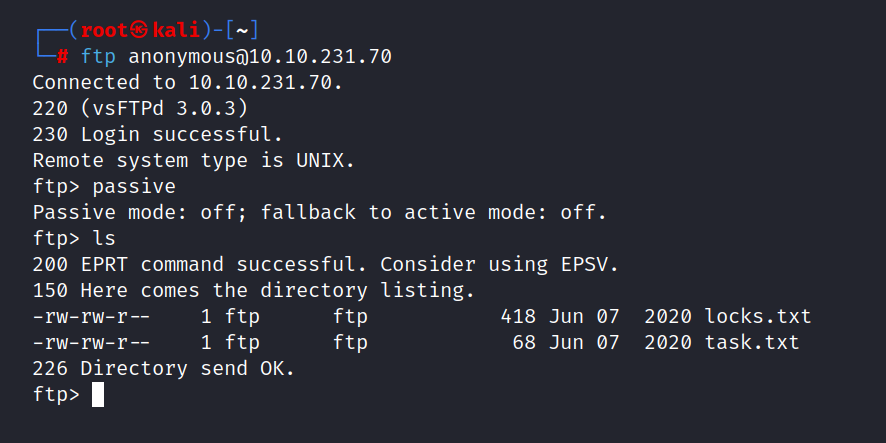 ┌──(root㉿kali)-[~]
└─# ftp anonymous@10.10.231.70
Connected to 10.10.231.70.
220 (vsFTPd 3.0.3)
230 Login successful.
Remote system type is UNIX.
ftp> passive
Passive mode: off; fallback to active mode: off.
ftp> ls
200 EPRT command successful. Consider using EPSV.
150 Here comes the directory listing.
-rw-rw-r--    1 ftp      ftp           418 Jun 07  2020 locks.txt
-rw-rw-r--    1 ftp      ftp            68 Jun 07  2020 task.txt
226 Directory send OK.
ftp>